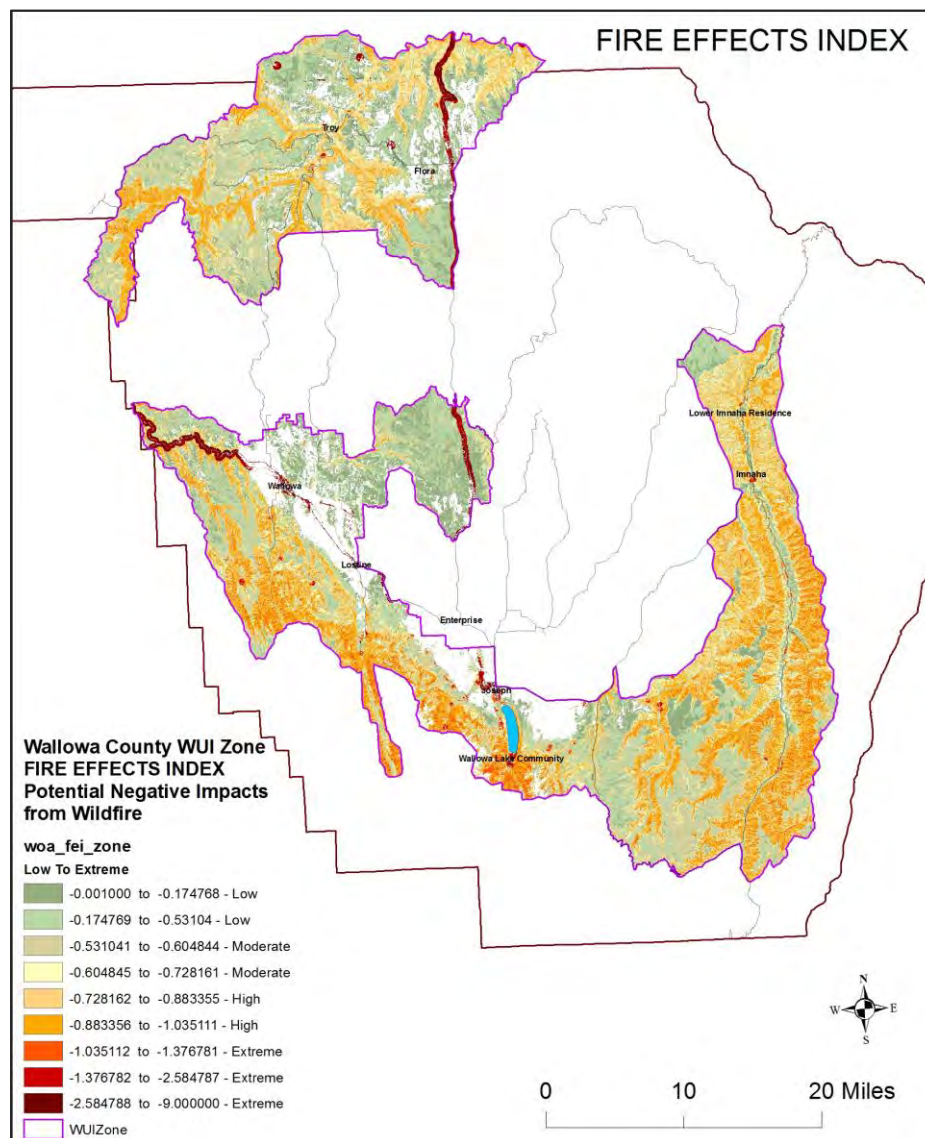 FIRE EFFECTS INDEX
Troy
Flora
Lower Imnaha Residence
Imnaha
Wallowa
Lostine
Enterprise
Joseph
Wallowa Lake Community
Wallowa County WUI Zone
FIRE EFFECTS INDEX
Potential Negative Impacts
from Wildfire
woa_fei_zone
Low To Extreme
-0.001000 to -0.174768 - Low
-0.174769 to -0.53104 - Low
-0.531041 to -0.604844 - Moderate
-0.604845 to -0.728161 - Moderate
-0.728162 to -0.883355 - High
-0.883356 to -1.035111 - High
-1.035112 to -1.376781 - Extreme
-1.376782 to -2.584787 - Extreme
-2.584788 to -9.000000 - Extreme
WUIZone
N
W E
S
0 10 20 Miles